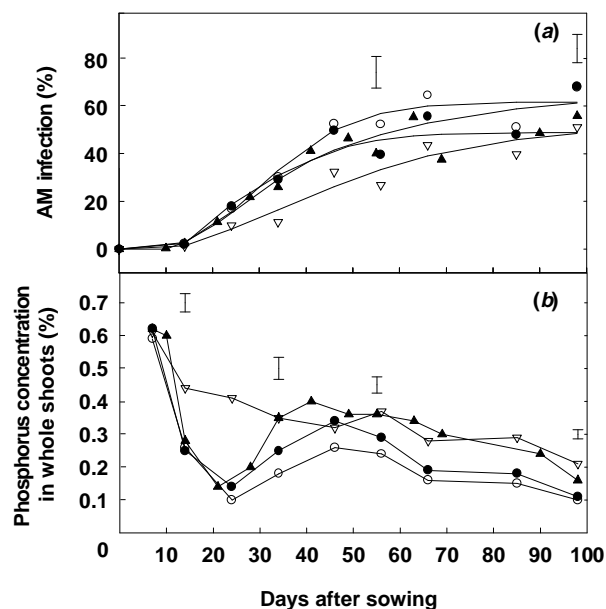 (a)
AM infection (%)
80
60
40
20
0
(b)
Phosphorus concentration
in whole shoots (%)
0.7
0.6
0.5
0.4
0.3
0.2
0.1
0
10 20 30 40 50 60 70 80 90 100
Days after sowing